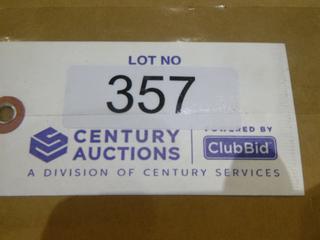 LOT NO
357
CENTURY
AUCTIONS
POWERED BY
ClubBid
A DIVISION OF CENTURY SERVICES